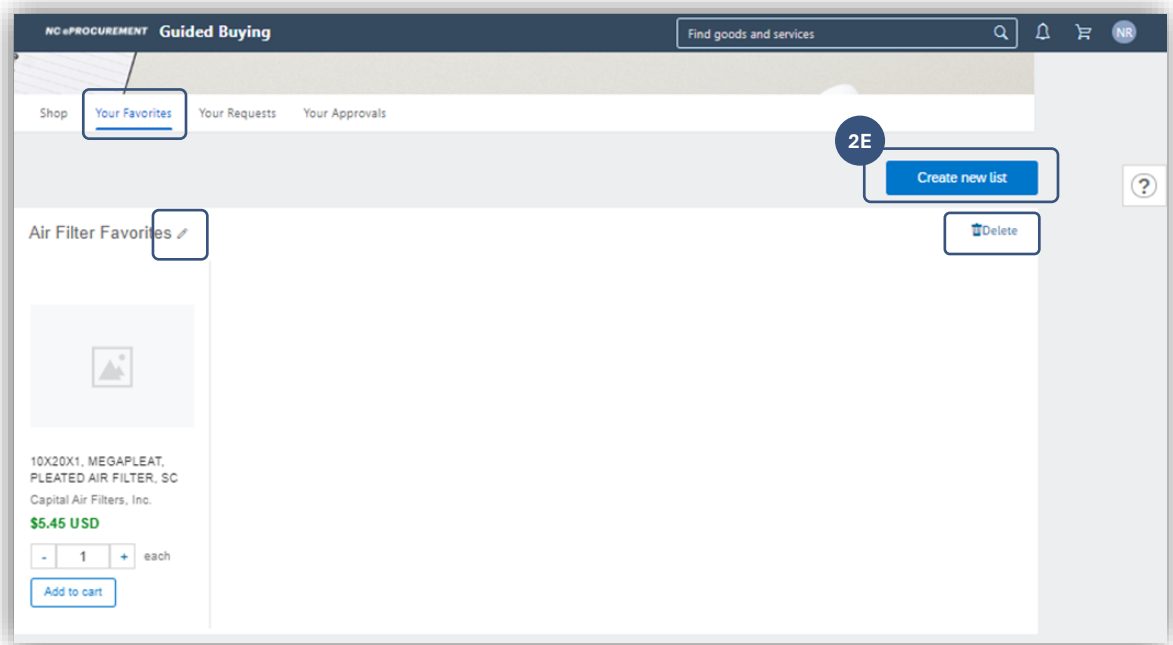 NC ePROCUREMENT Guided Buying
Find goods and services
NR
Shop Your Favorites Your Requests Your Approvals
2E
Create new list
?
Air Filter Favorites
Delete
10X20X1, MEGAPLEAT,
PLEATED AIR FILTER, SC
Capital Air Filters, Inc.
$5.45 USD
- 1 + each
Add to cart